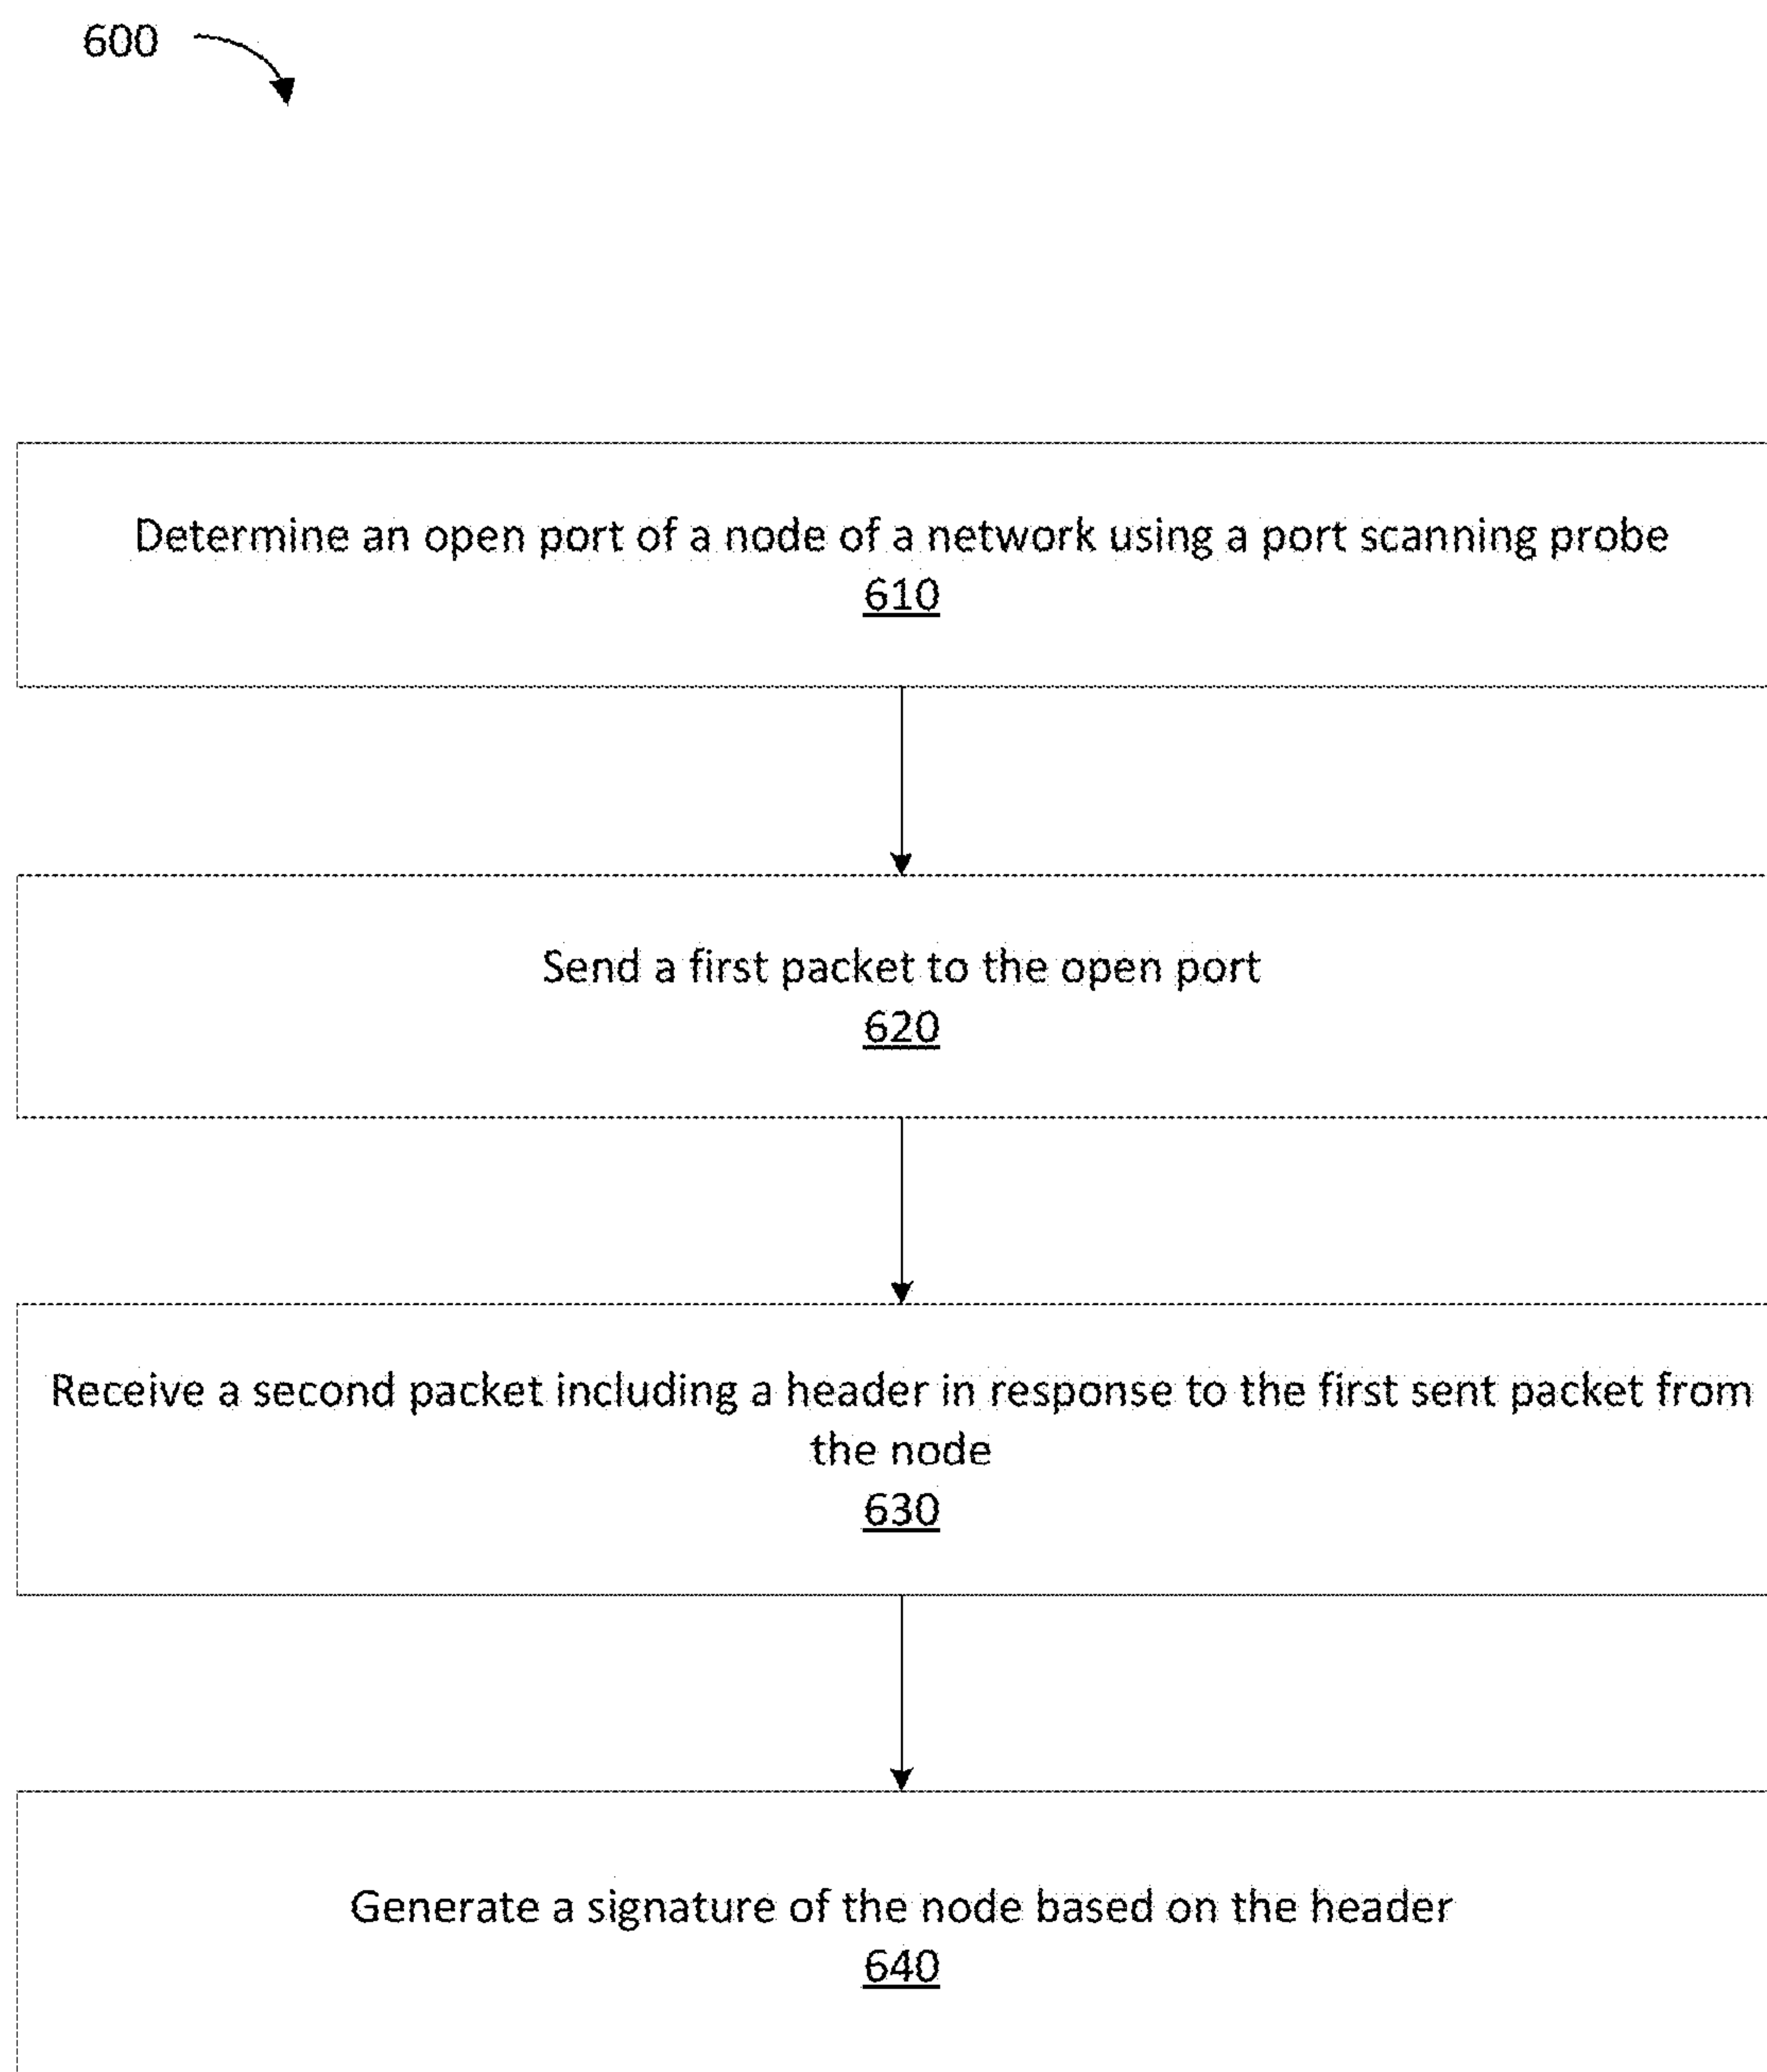 600
Determine an open port of a node of a network using a port scanning probe
610
Send a first packet to the open port
620
Receive a second packet including a header in response to the first sent packet from
the node
630
Generate a signature of the node based on the header
640